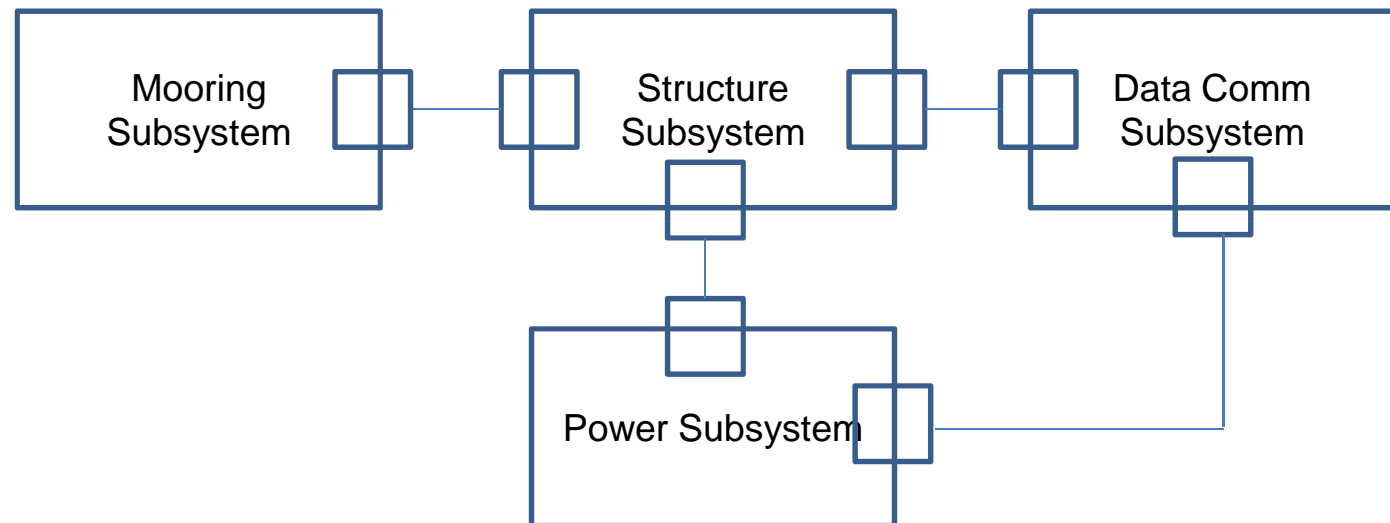 Mooring
Subsystem
Structure
Subsystem
Data Comm
Subsystem
Power Subsystem